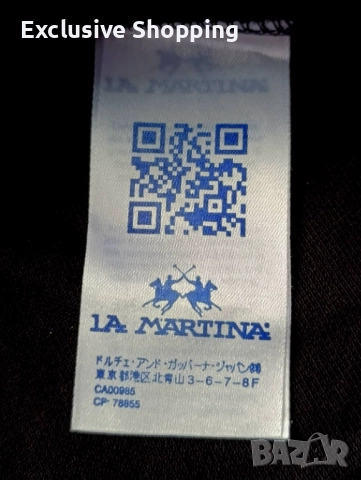 Exclusive Shopping
LA MARTINA
LA MARTINA
ドルチェ・アンド・ガッバーナ・ジャパン㈱
東京都港区北青山3-6-7-8F
CA00985
CP- 78855
BAZAR